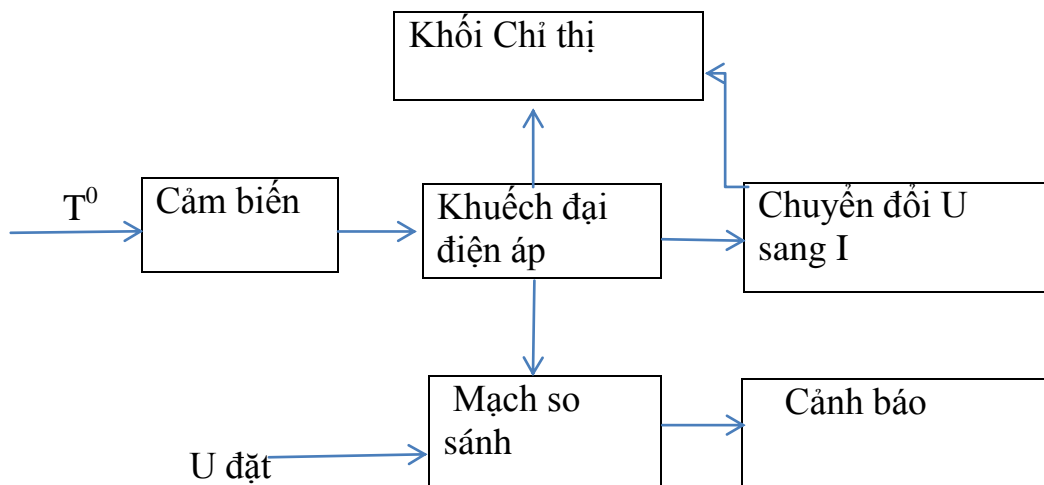 Khối Chỉ thị
T⁰
Cảm biến
Khuếch đại
điện áp
Chuyển đổi U
sang I
Mạch so
sánh
Cảnh báo
U đặt